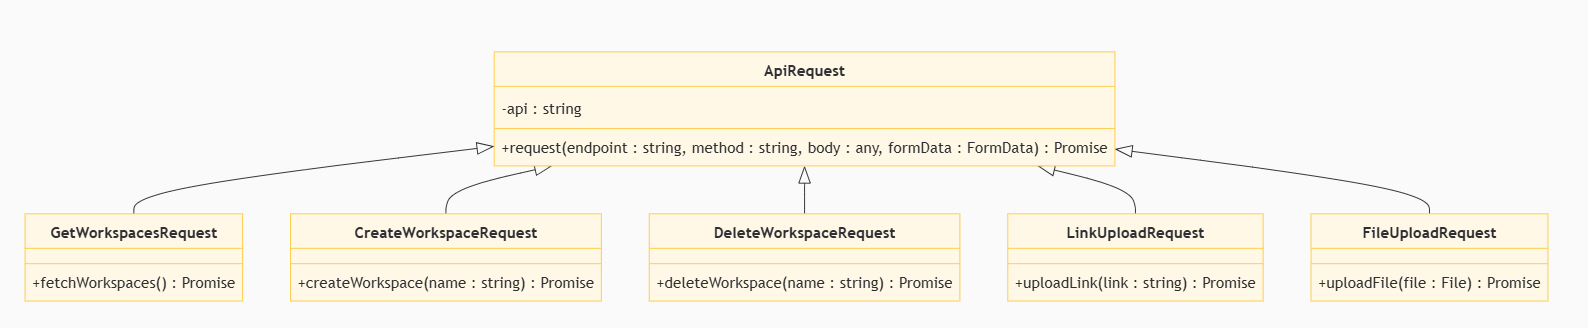 ApiRequest
-api : string
+request(endpoint : string, method : string, body : any, formData : FormData) : Promise
GetWorkspacesRequest
+fetchWorkspaces() : Promise
CreateWorkspaceRequest
+createWorkspace(name : string) : Promise
DeleteWorkspaceRequest
+deleteWorkspace(name : string) : Promise
LinkUploadRequest
+uploadLink(link : string) : Promise
FileUploadRequest
+uploadFile(file : File) : Promise